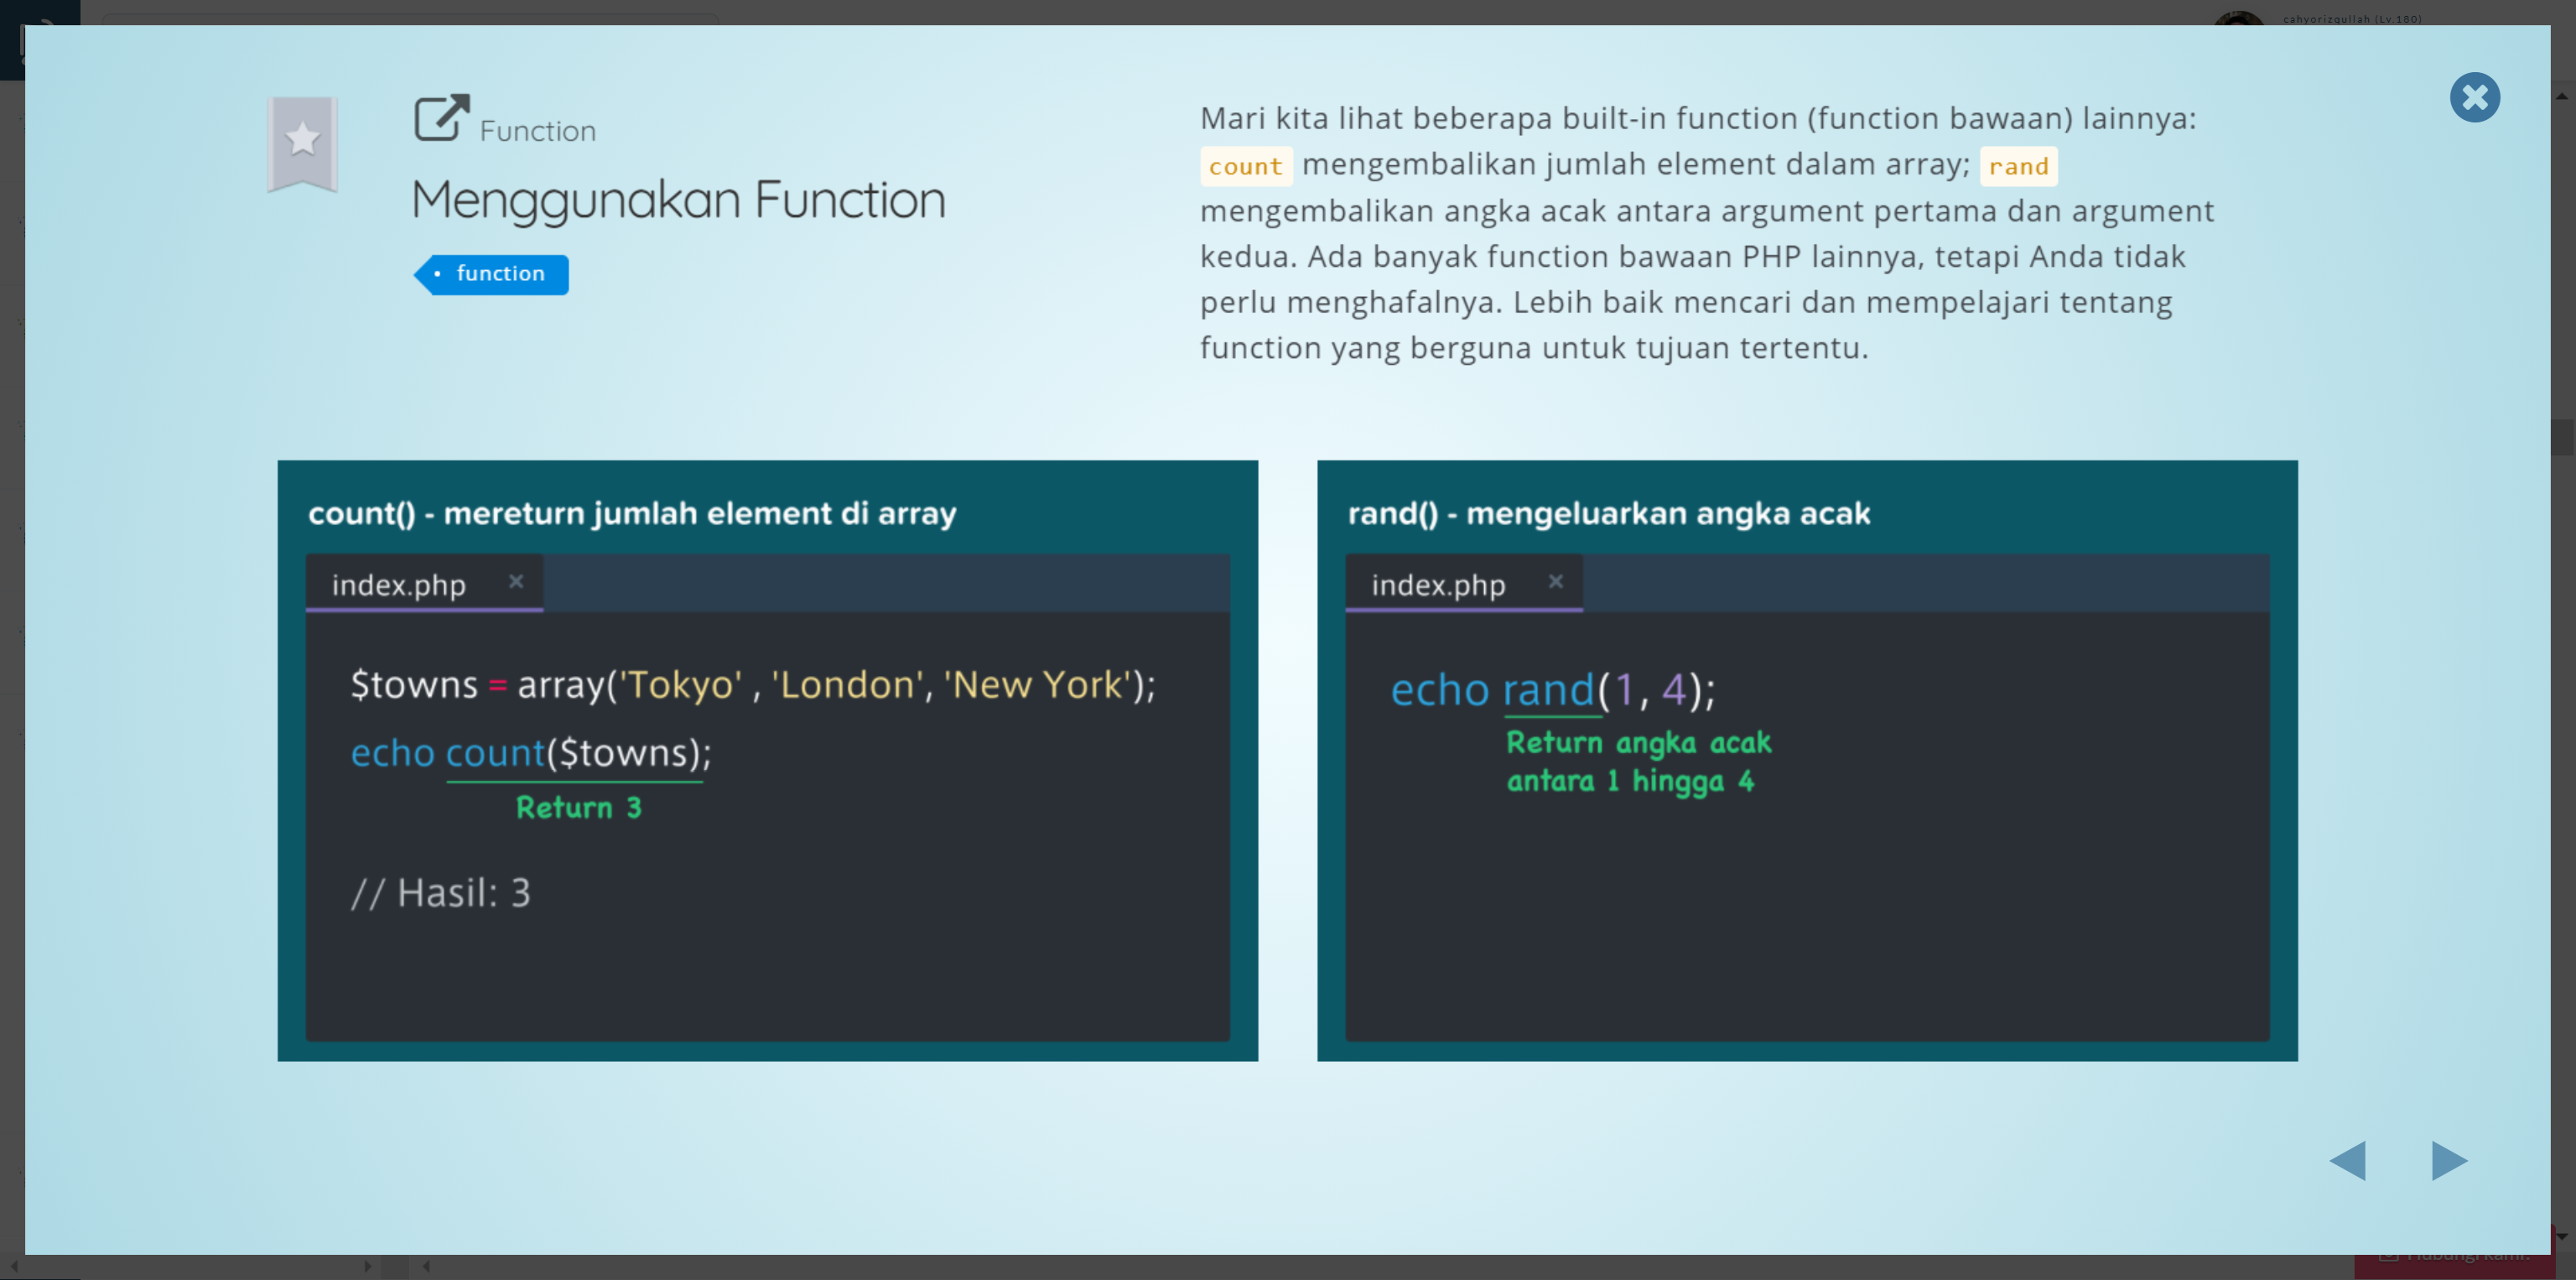 cahyorizqullah (Lv.180)
Function
Menggunakan Function
• function
Mari kita lihat beberapa built-in function (function bawaan) lainnya:
count mengembalikan jumlah element dalam array; rand
mengembalikan angka acak antara argument pertama dan argument
kedua. Ada banyak function bawaan PHP lainnya, tetapi Anda tidak
perlu menghafalnya. Lebih baik mencari dan mempelajari tentang
function yang berguna untuk tujuan tertentu.
count() - mereturn jumlah element di array
index.php ×
$towns = array('Tokyo' , 'London', 'New York');
echo count($towns);
Return 3
// Hasil: 3
rand() - mengeluarkan angka acak
index.php ×
echo rand(1, 4);
Return angka acak
antara 1 hingga 4
Hubungi kami!